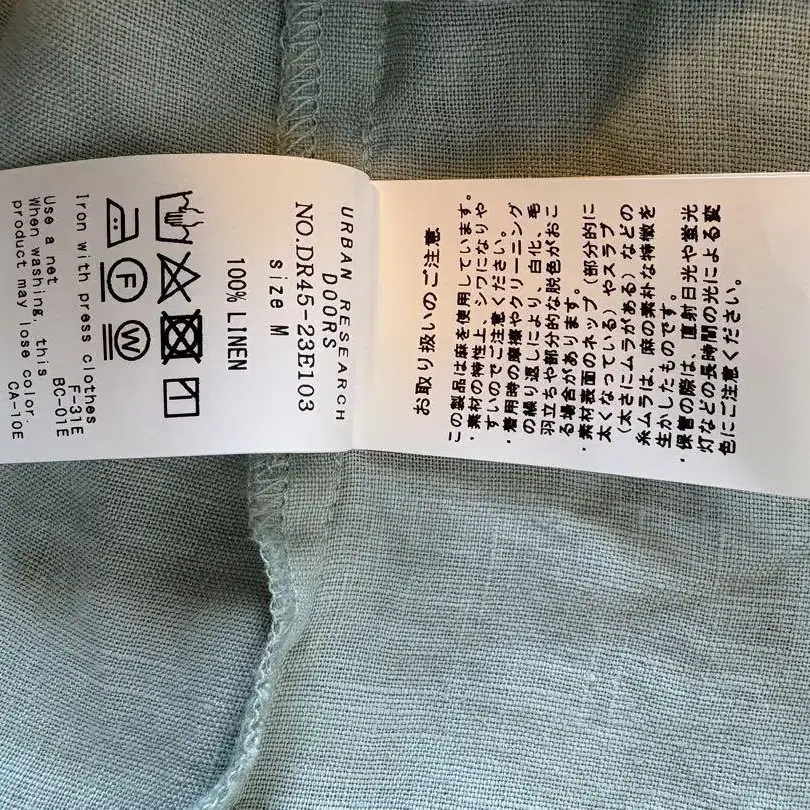 URBAN RESEARCH
DOORS
NO.DR45-23E103
size M
100% LINEN
F
W
Iron with press clothes
F-31E
BC-01E
Use a net
When washing, this
product may lose color.
CA-10E
お取り扱いのご注意
この製品は麻を使用しています。
・素材の特性上、シワになりや
すいのでご注意ください。
・着用時の摩擦やクリーニング
の繰り返しにより、白化、毛
羽立ちや部分的な脱色がおこ
る場合があります。
・素材表面のネップ（部分的に
太くなっている）やスラブ
（太さにムラがある）などの
糸ムラは、麻の素朴な特徴を
生かしたものです。
・保管の際は、直射日光や蛍光
灯などの長時間の光による変
色にご注意ください。